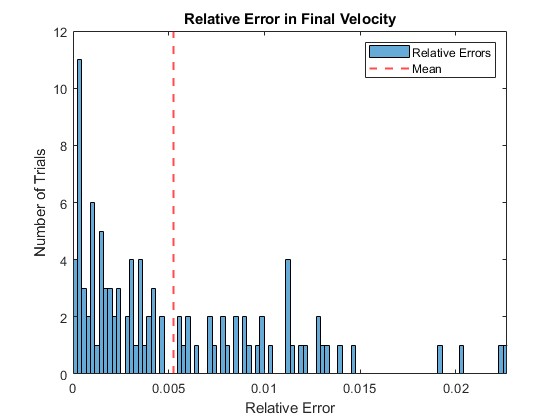 Relative Error in Final Velocity
12
10
8
6
4
2
0
Number of Trials
Relative Errors
Mean
0 0.005 0.01 0.015 0.02
Relative Error